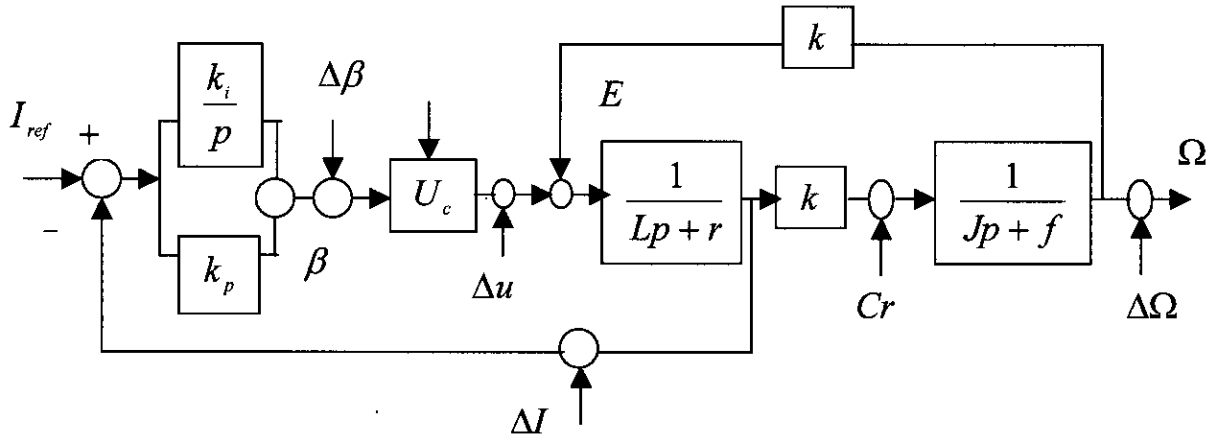 k
E
I_ref
+
−
k_i / p
k_p
Δβ
β
U_c
Δu
1 / Lp + r
k
Cr
1 / Jp + f
Ω
ΔΩ
ΔI